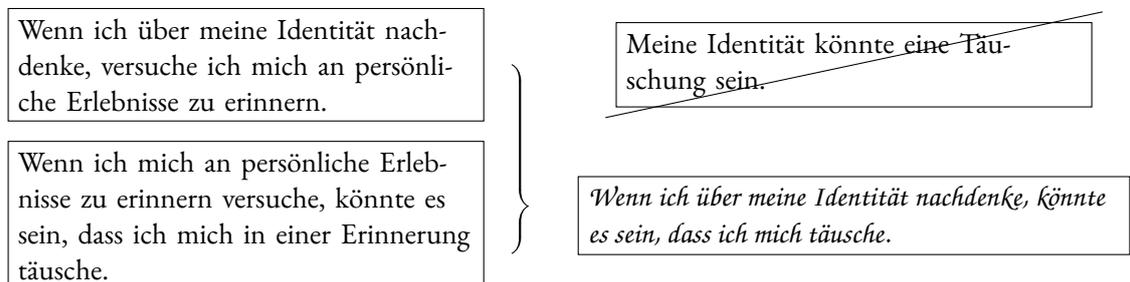 Wenn ich über meine Identität nach-
denke, versuche ich mich an persönli-
che Erlebnisse zu erinnern.
Wenn ich mich an persönliche Erleb-
nisse zu erinnern versuche, könnte es
sein, dass ich mich in einer Erinnerung
täusche.
Meine Identität könnte eine Täu-
schung sein.
Wenn ich über meine Identität nachdenke, könnte
es sein, dass ich mich täusche.